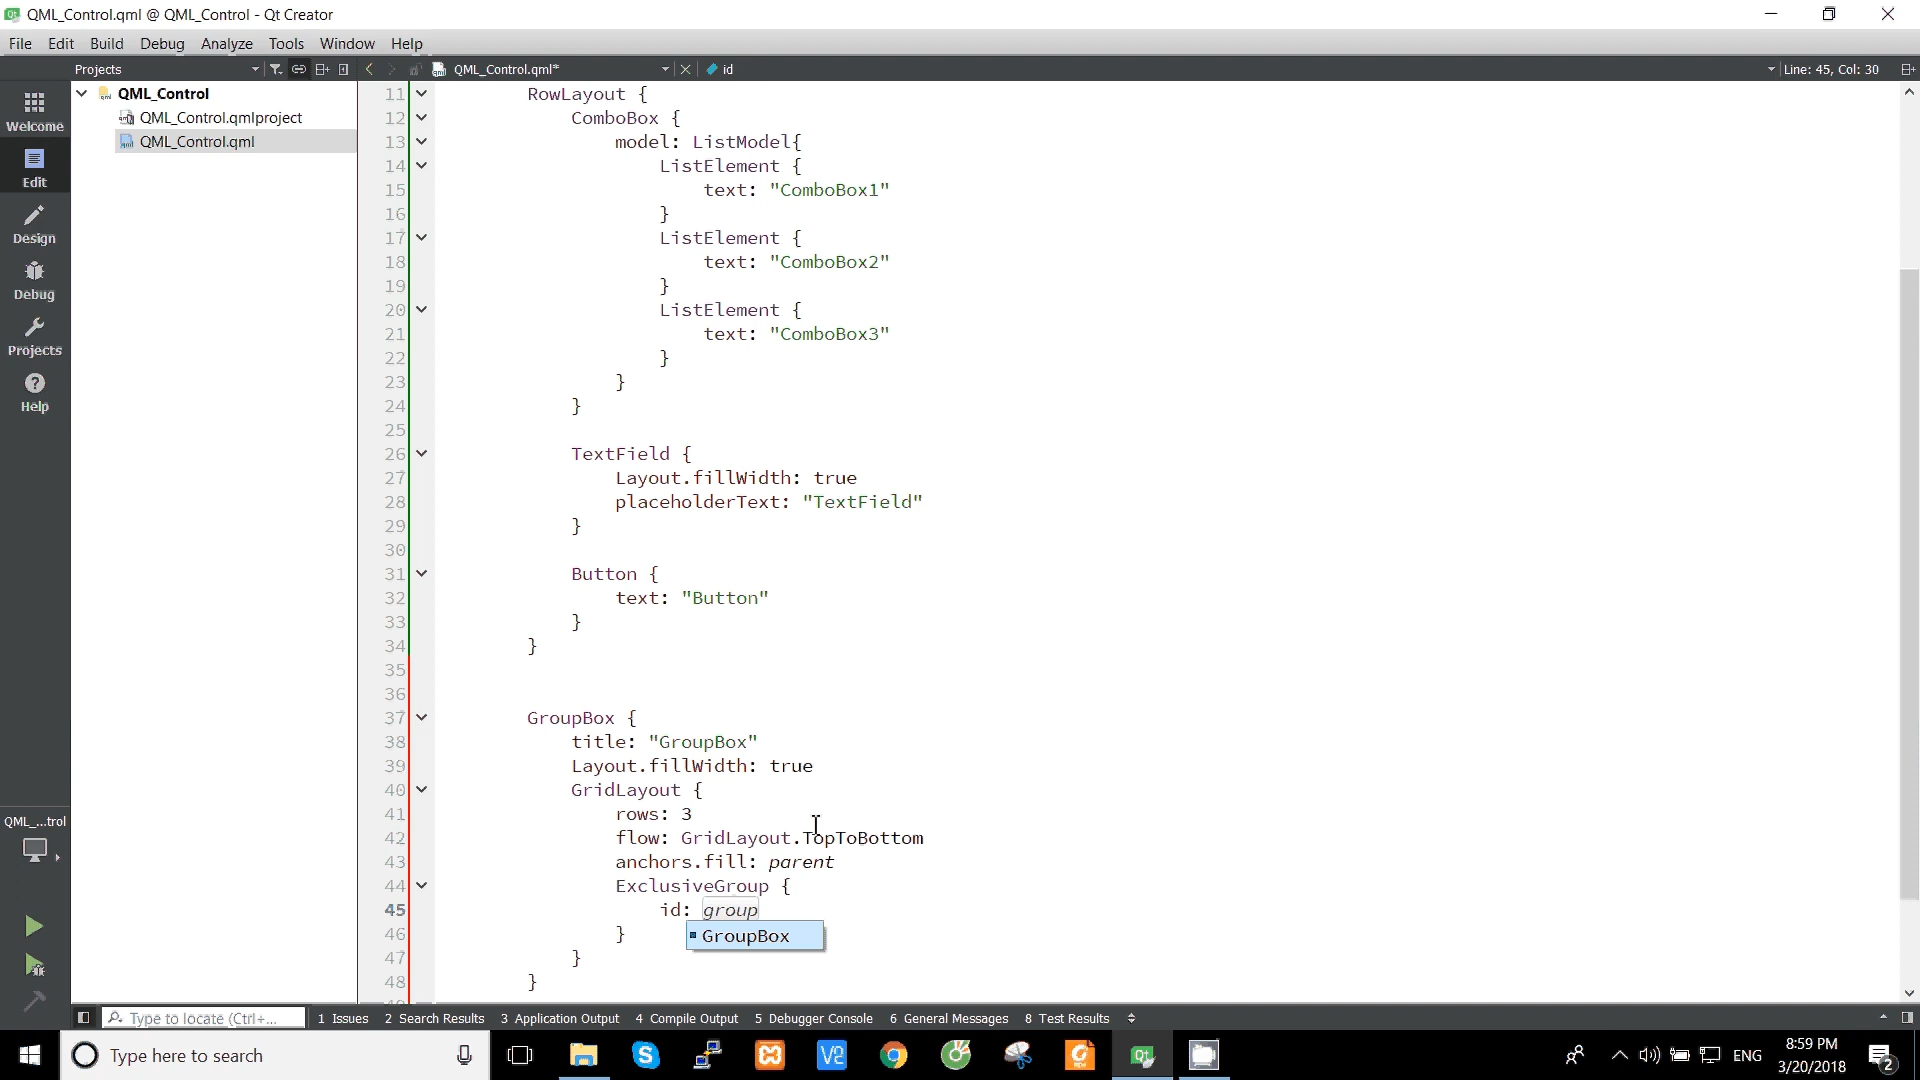 QML_Control.qml @ QML_Control - Qt Creator
File Edit Build Debug Analyze Tools Window Help
Projects QML_Control.qml* id Line: 45, Col: 30
QML_Control
QML_Control.qmlproject
QML_Control.qml
Welcome
Edit
Design
Debug
Projects
Help
QML_...trol
11 RowLayout {
12 ComboBox {
13 model: ListModel{
14 ListElement {
15 text: "ComboBox1"
16 }
17 ListElement {
18 text: "ComboBox2"
19 }
20 ListElement {
21 text: "ComboBox3"
22 }
23 }
24 }
25
26 TextField {
27 Layout.fillWidth: true
28 placeholderText: "TextField"
29 }
30
31 Button {
32 text: "Button"
33 }
34 }
35
36
37 GroupBox {
38 title: "GroupBox"
39 Layout.fillWidth: true
40 GridLayout {
41 rows: 3
42 flow: GridLayout.TopToBottom
43 anchors.fill: parent
44 ExclusiveGroup {
45 id: group
GroupBox
46 }
47 }
48 }
Type to locate (Ctrl+... 1 Issues 2 Search Results 3 Application Output 4 Compile Output 5 Debugger Console 6 General Messages 8 Test Results
Type here to search
ENG
8:59 PM
3/20/2018
2